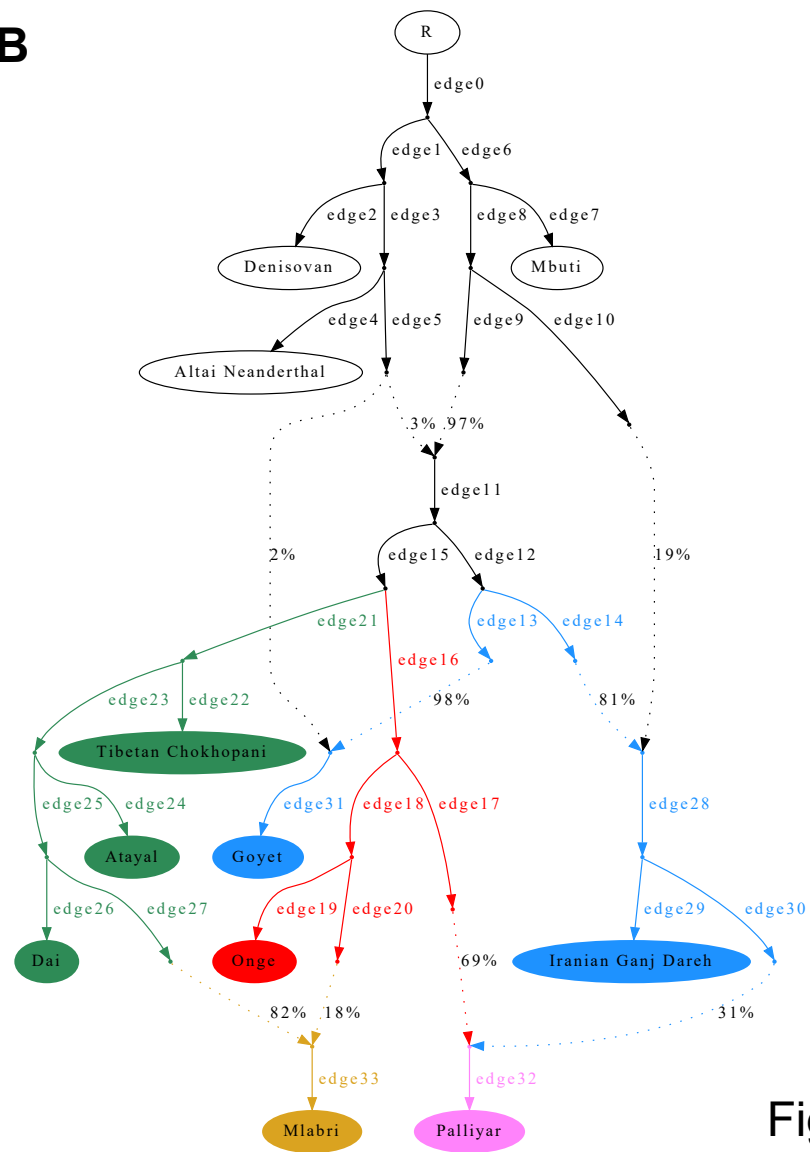 B
R
edge0
edge1 edge6
edge2 edge3 edge8 edge7
Denisovan Mbuti
edge4 edge5 edge9 edge10
Altai Neanderthal
3% 97%
edge11
2% edge15 edge12 19%
edge21 edge13 edge14
edge16
edge23 edge22 98% 81%
Tibetan Chokhopani
edge25 edge24 edge31 edge18 edge17 edge28
Atayal Goyet
edge26 edge27 edge19 edge20 edge29 edge30
Dai Onge 69% Iranian Ganj Dareh
82% 18% 31%
edge33 edge32
Mlabri Palliyar